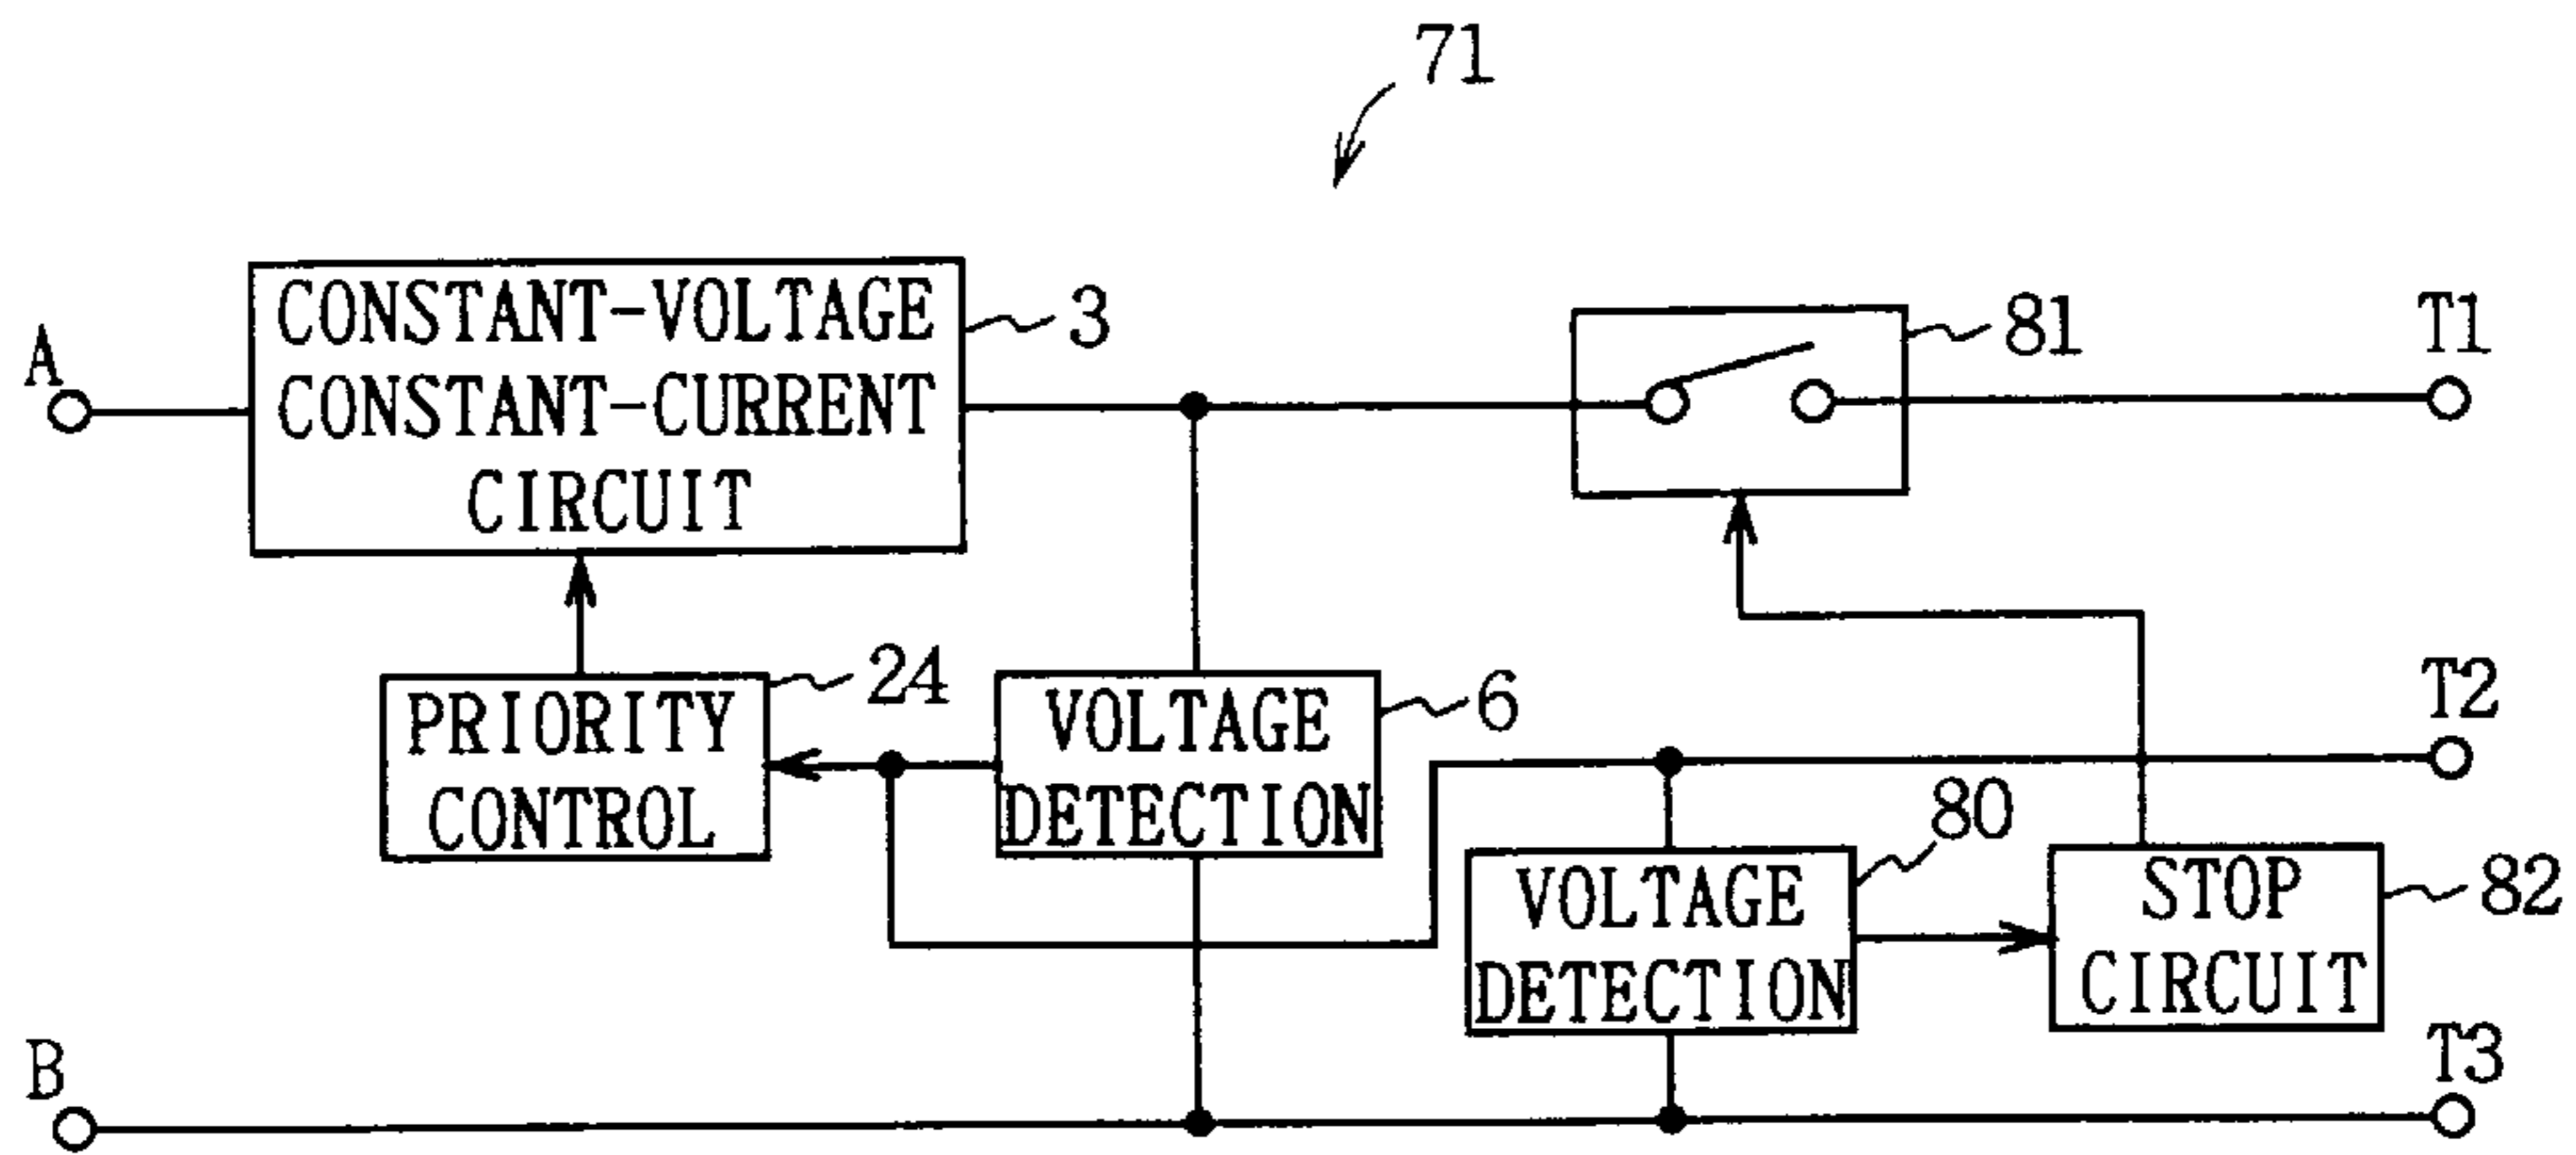 71
CONSTANT-VOLTAGE
CONSTANT-CURRENT
CIRCUIT
3
81
T1
A
PRIORITY
CONTROL
24
VOLTAGE
DETECTION
6
T2
VOLTAGE
DETECTION
80
STOP
CIRCUIT
82
B
T3